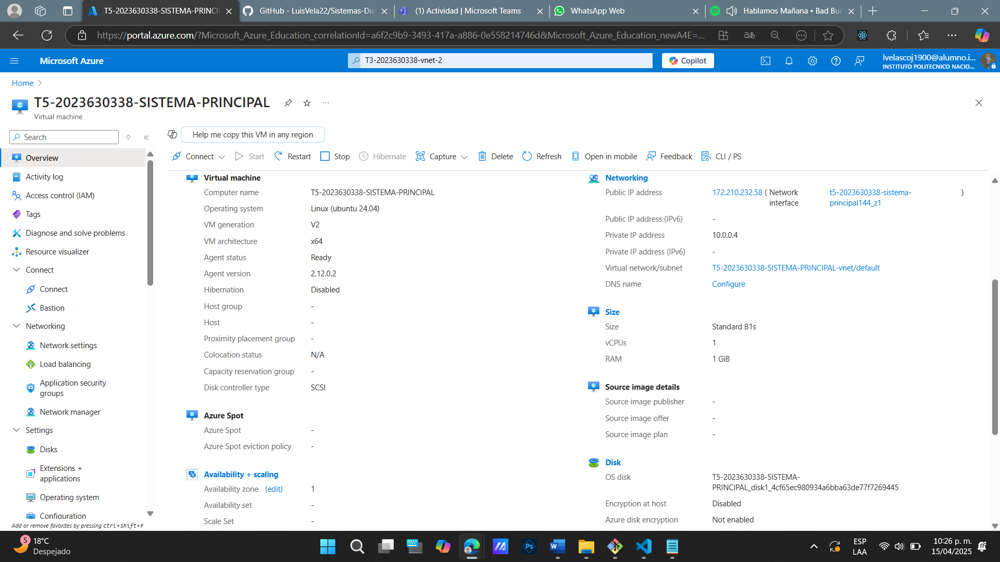 T5-2023630338-SISTEMA-PRINCI
GitHub - LuisVela22/Sistemas-Dis
(1) Actividad | Microsoft Teams
WhatsApp Web
Hablamos Mañana • Bad Bu
https://portal.azure.com/?Microsoft_Azure_Education_correlationId=a6f2c9b9-3493-417a-a886-0e558214746d&Microsoft_Azure_Education_newA4E=...
Microsoft Azure
T3-2023630338-vnet-2
Copilot
lvelascoj1900@alumno.i...
INSTITUTO POLITECNICO NACIO...
Home
T5-2023630338-SISTEMA-PRINCIPAL
Virtual machine
Search
Help me copy this VM in any region
Connect
Start
Restart
Stop
Hibernate
Capture
Delete
Refresh
Open in mobile
Feedback
CLI / PS
Overview
Activity log
Access control (IAM)
Tags
Diagnose and solve problems
Resource visualizer
Connect
Connect
Bastion
Networking
Network settings
Load balancing
Application security
groups
Network manager
Settings
Disks
Extensions +
applications
Operating system
Configuration
Add or remove favorites by pressing Ctrl+Shift+F
Virtual machine
Computer name T5-2023630338-SISTEMA-PRINCIPAL
Operating system Linux (ubuntu 24.04)
VM generation V2
VM architecture x64
Agent status Ready
Agent version 2.12.0.2
Hibernation Disabled
Host group -
Host -
Proximity placement group -
Colocation status N/A
Capacity reservation group -
Disk controller type SCSI
Azure Spot
Azure Spot -
Azure Spot eviction policy -
Availability + scaling
Availability zone (edit) 1
Availability set -
Scale Set -
Networking
Public IP address 172.210.232.58 ( Network t5-2023630338-sistema- )
interface principal144_z1
Public IP address (IPv6) -
Private IP address 10.0.0.4
Private IP address (IPv6) -
Virtual network/subnet T5-2023630338-SISTEMA-PRINCIPAL-vnet/default
DNS name Configure
Size
Size Standard B1s
vCPUs 1
RAM 1 GiB
Source image details
Source image publisher -
Source image offer -
Source image plan -
Disk
OS disk T5-2023630338-SISTEMA-
PRINCIPAL_disk1_4cf65ec980934a6bba63de77f7269445
Encryption at host Disabled
Azure disk encryption Not enabled
5
18°C
Despejado
ESP
LAA
10:26 p. m.
15/04/2025